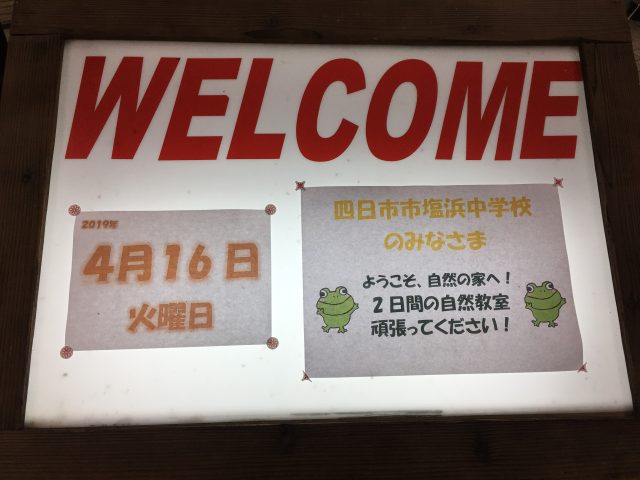 WELCOME
2019年
4月16日
火曜日
四日市市塩浜中学校
のみなさま
ようこそ、自然の家へ！
2日間の自然教室
頑張ってください！